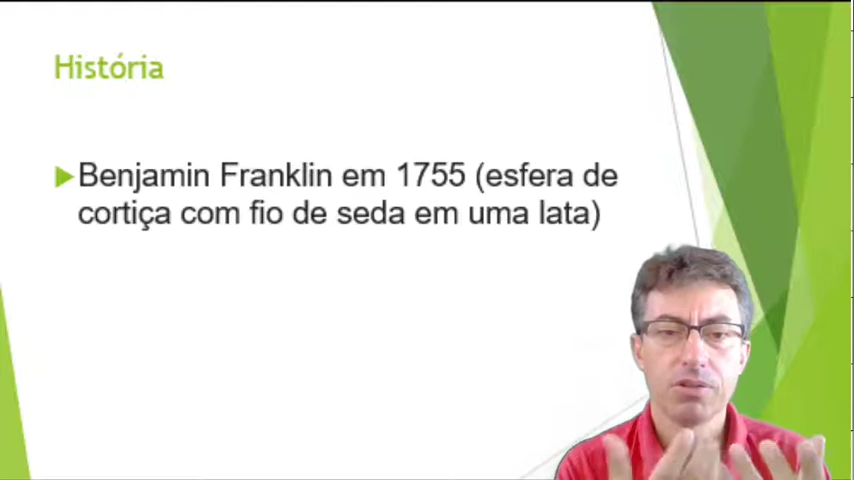 História
Benjamin Franklin em 1755 (esfera de
cortiça com fio de seda em uma lata)